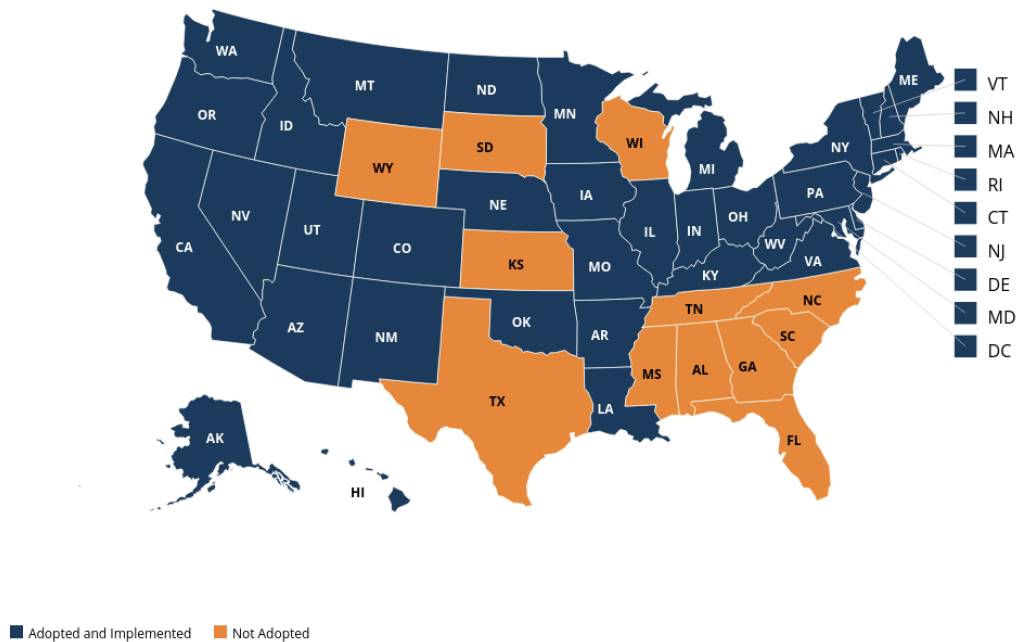 WA
MT
ND
MN
ME
VT
OR
ID
NH
WY
SD
WI
NY
MA
MI
RI
NE
IA
PA
CT
NV
UT
CO
IL
IN
OH
WV
NJ
CA
KS
MO
KY
VA
DE
AZ
NM
OK
AR
TN
NC
MD
SC
DC
MS
AL
GA
TX
LA
AK
FL
HI
Adopted and Implemented
Not Adopted